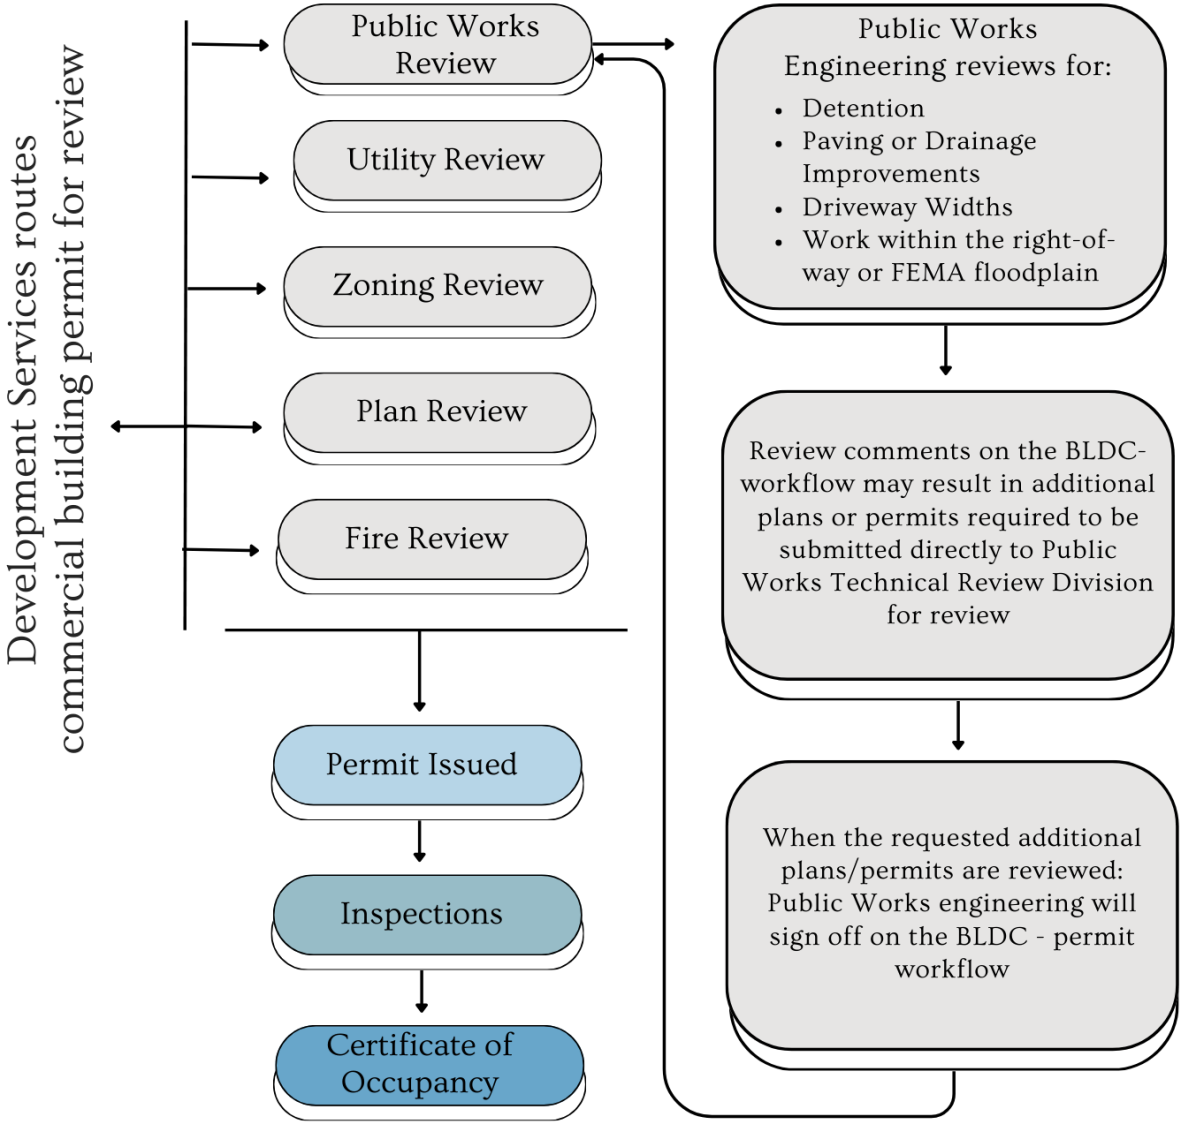 Development Services routes
commercial building permit for review
Public Works
Review
Utility Review
Zoning Review
Plan Review
Fire Review
Permit Issued
Inspections
Certificate of
Occupancy
Public Works
Engineering reviews for:
• Detention
• Paving or Drainage
Improvements
• Driveway Widths
• Work within the right-of-
way or FEMA floodplain
Review comments on the BLDC-
workflow may result in additional
plans or permits required to be
submitted directly to Public
Works Technical Review Division
for review
When the requested additional
plans/permits are reviewed:
Public Works engineering will
sign off on the BLDC - permit
workflow